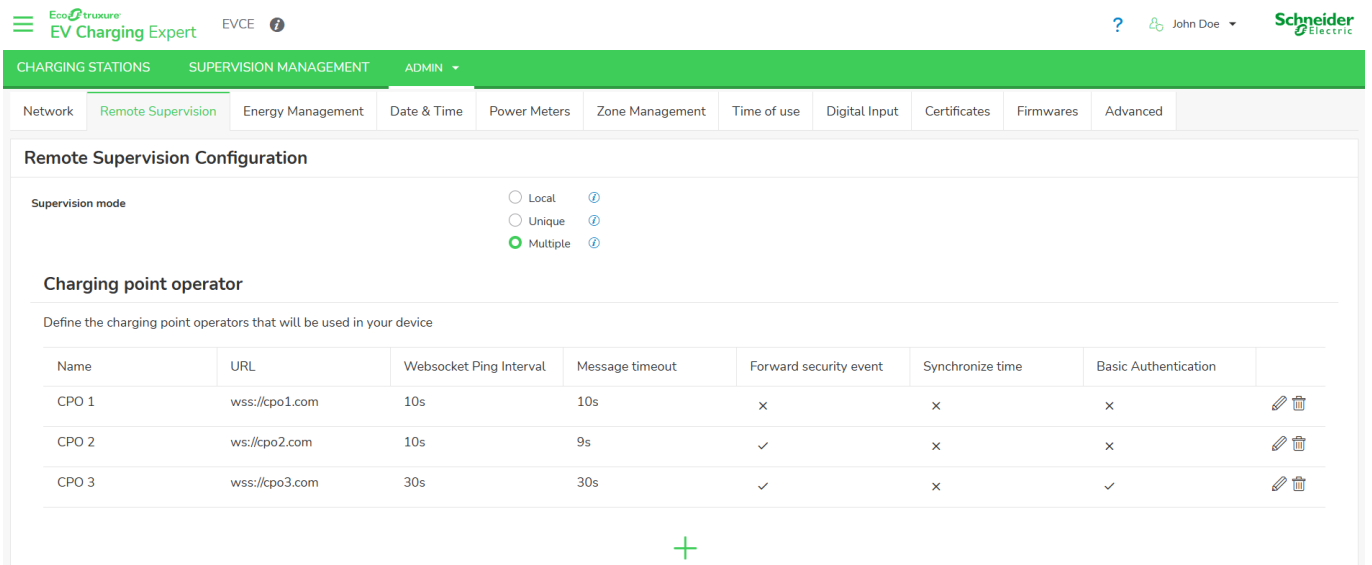 EcoStruxure
EV Charging Expert
EVCE
?
John Doe
Schneider
Electric
CHARGING STATIONS SUPERVISION MANAGEMENT ADMIN
Network Remote Supervision Energy Management Date & Time Power Meters Zone Management Time of use Digital Input Certificates Firmwares Advanced
Remote Supervision Configuration
Supervision mode
Local
Unique
Multiple
Charging point operator
Define the charging point operators that will be used in your device
Name URL Websocket Ping Interval Message timeout Forward security event Synchronize time Basic Authentication
CPO 1 wss://cpo1.com 10s 10s
CPO 2 ws://cpo2.com 10s 9s
CPO 3 wss://cpo3.com 30s 30s